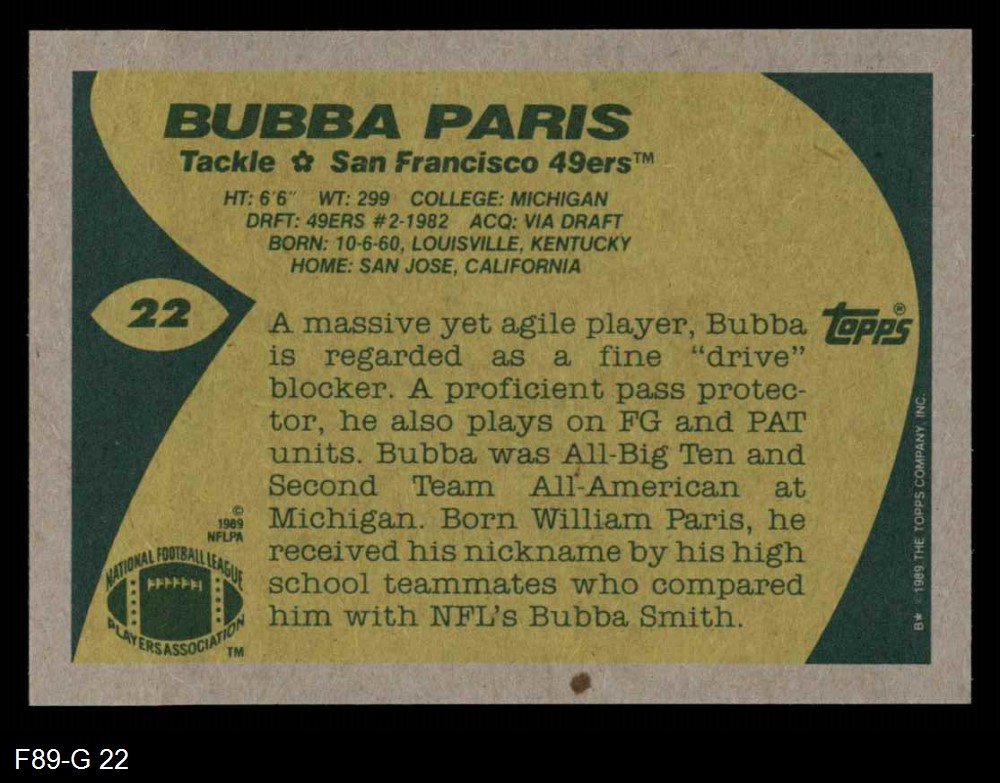 BUBBA PARIS
Tackle ✿ San Francisco 49ers™
HT: 6'6" WT: 299 COLLEGE: MICHIGAN
DRFT: 49ERS #2-1982 ACQ: VIA DRAFT
BORN: 10-6-60, LOUISVILLE, KENTUCKY
HOME: SAN JOSE, CALIFORNIA
22
A massive yet agile player, Bubba
is regarded as a fine “drive”
blocker. A proficient pass protec-
tor, he also plays on FG and PAT
units. Bubba was All-Big Ten and
Second Team All-American at
Michigan. Born William Paris, he
received his nickname by his high
school teammates who compared
him with NFL's Bubba Smith.
topps®
©
1989
NFLPA
NATIONAL FOOTBALL LEAGUE
PLAYERS ASSOCIATION
TM
B* 1989 THE TOPPS COMPANY, INC.
F89-G 22